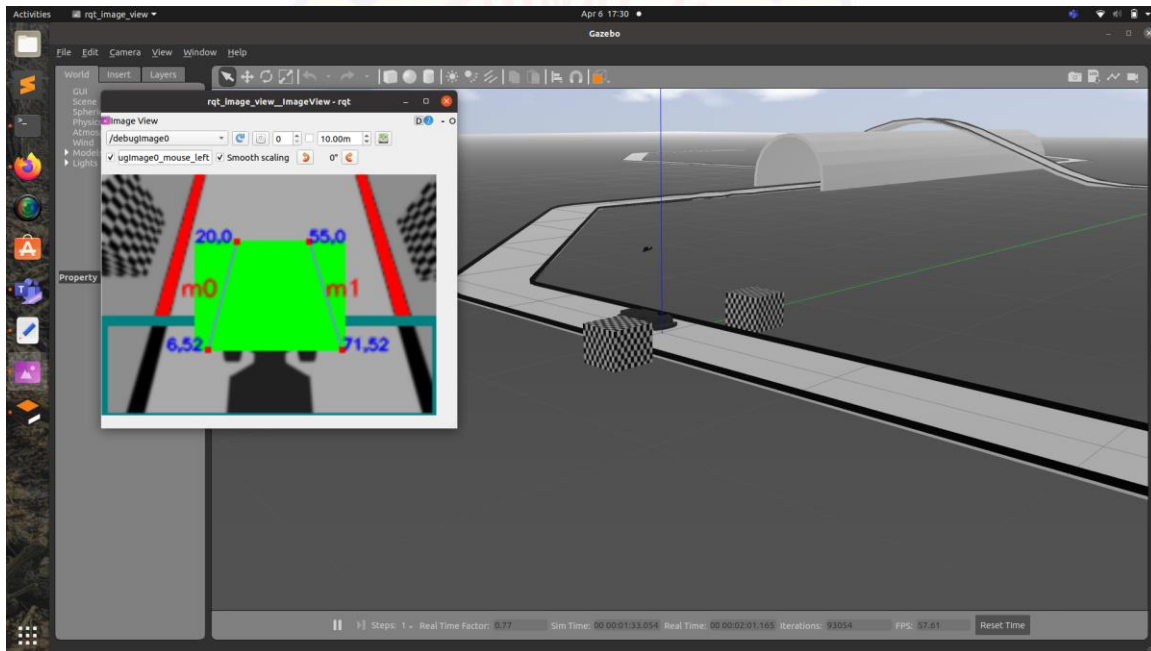 Activities rqt_image_view Apr 6 17:30
Gazebo
File Edit Camera View Window Help
World Insert Layers
GUI
Scene
Spheri
Physic
Atmos
Wind
Model
Lights
Property
rqt_image_view__ImageView - rqt
Image View D - O
/debugImage0 0 10.00m
ugImage0_mouse_left Smooth scaling 0°
20,0 55,0
m0 m1
6,52 71,52
Steps: 1 Real Time Factor: 0.77 Sim Time: 00 00:01:33.054 Real Time: 00 00:02:01.165 Iterations: 93054 FPS: 57.61 Reset Time